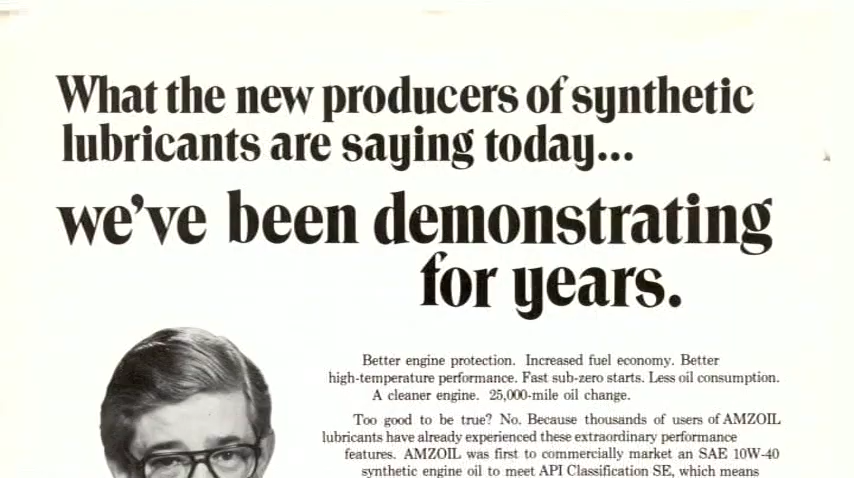 What the new producers of synthetic
lubricants are saying today...
we've been demonstrating
for years.
Better engine protection. Increased fuel economy. Better
high-temperature performance. Fast sub-zero starts. Less oil consumption.
A cleaner engine. 25,000-mile oil change.
Too good to be true? No. Because thousands of users of AMZOIL
lubricants have already experienced these extraordinary performance
features. AMZOIL was first to commercially market an SAE 10W-40
synthetic engine oil to meet API Classification SE, which means